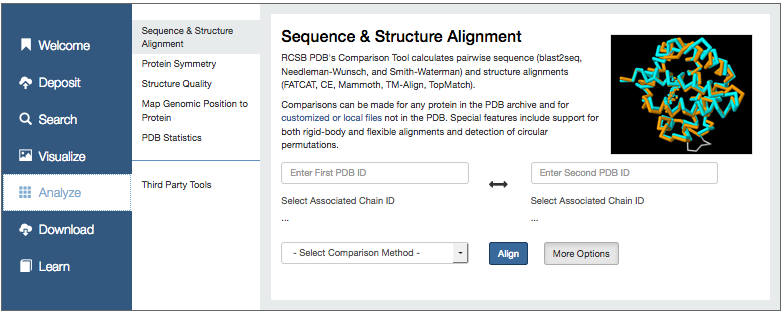 Welcome
Deposit
Search
Visualize
Analyze
Download
Learn
Sequence & Structure
Alignment
Protein Symmetry
Structure Quality
Map Genomic Position to
Protein
PDB Statistics
Third Party Tools
Sequence & Structure Alignment
RCSB PDB's Comparison Tool calculates pairwise sequence (blast2seq,
Needleman-Wunsch, and Smith-Waterman) and structure alignments
(FATCAT, CE, Mammoth, TM-Align, TopMatch).
Comparisons can be made for any protein in the PDB archive and for
customized or local files not in the PDB. Special features include support for
both rigid-body and flexible alignments and detection of circular
permutations.
Enter First PDB ID
Enter Second PDB ID
Select Associated Chain ID
Select Associated Chain ID
...
...
- Select Comparison Method -
Align
More Options